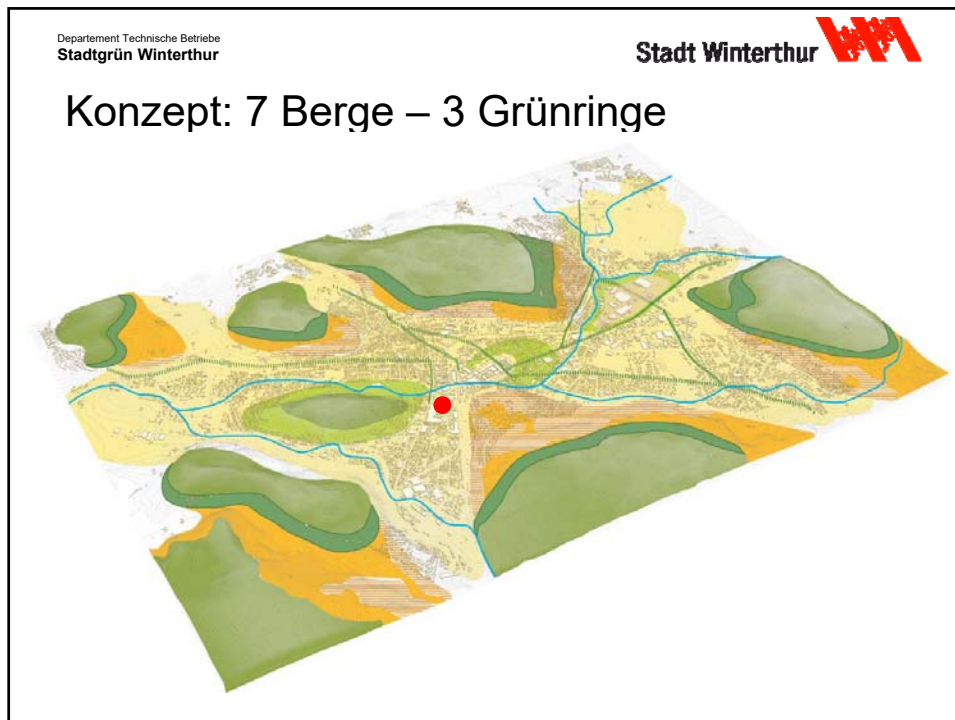 Departement Technische Betriebe
Stadtgrün Winterthur
Stadt Winterthur
Konzept: 7 Berge – 3 Grünringe